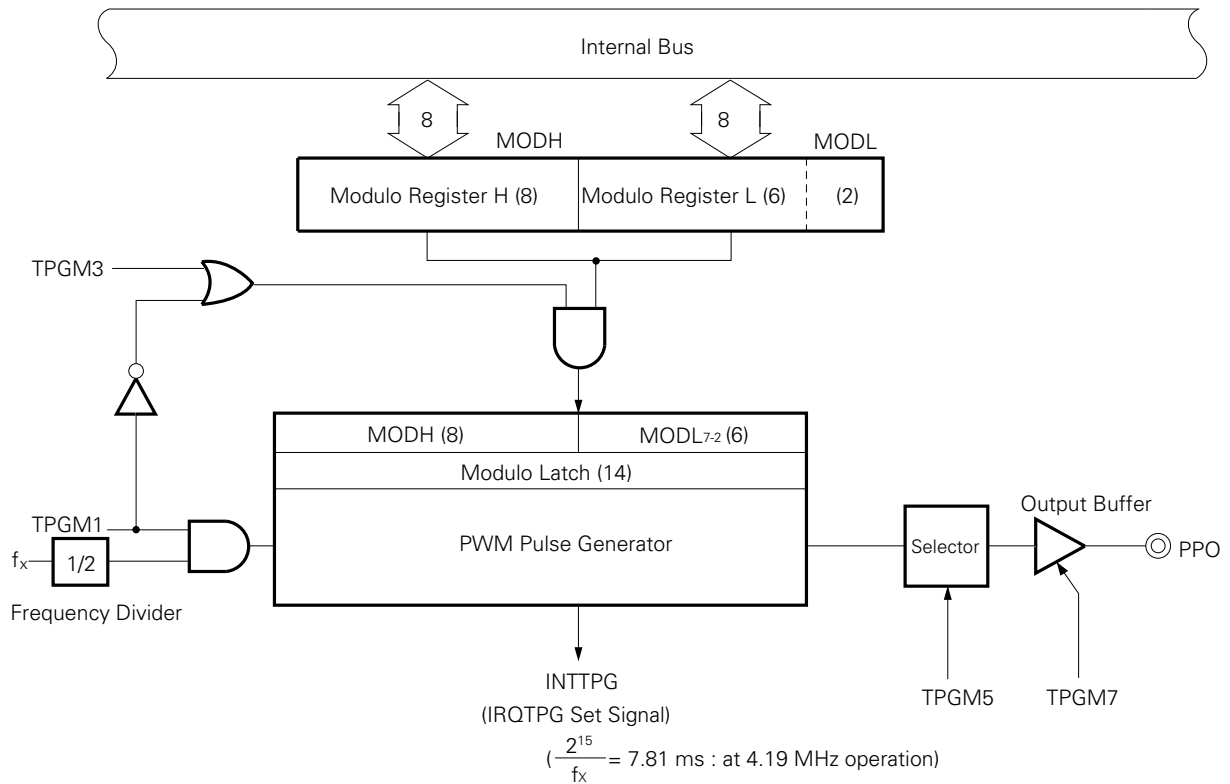 Internal Bus
8
8
MODH
MODL
Modulo Register H (8)
Modulo Register L (6)
(2)
TPGM3
MODH (8)
MODL7-2 (6)
Modulo Latch (14)
TPGM1
PWM Pulse Generator
Output Buffer
fX
1/2
Selector
PPO
Frequency Divider
INTTPG
(IRQTPG Set Signal)
TPGM5
TPGM7
( 2^15 / fX = 7.81 ms : at 4.19 MHz operation)